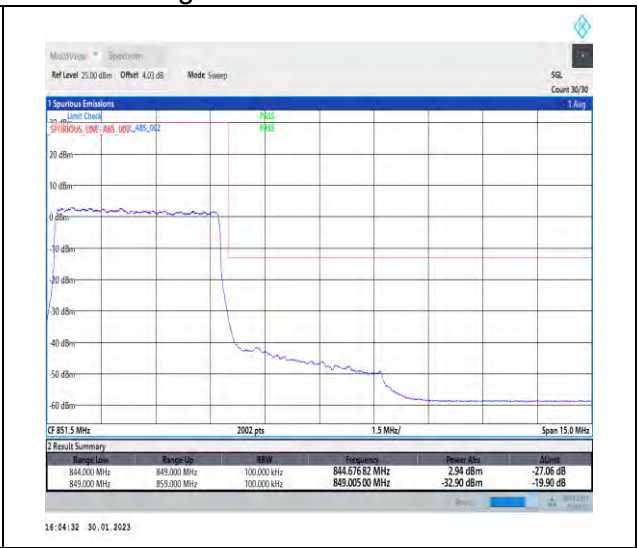 MultiView Spectrum
Ref Level 25.00 dBm Offset 4.03 dB Mode Sweep SGL
Count 30/30
1 Spurious Emissions 1 Avg
Limit Check PASS
SPURIOUS_LINE_ABS_002 PASS
20 dBm
10 dBm
0 dBm
-10 dBm
-20 dBm
-30 dBm
-40 dBm
-50 dBm
-60 dBm
CF 851.5 MHz 2002 pts 1.5 MHz/ Span 15.0 MHz
2 Result Summary
Range Low Range Up RBW Frequency Power Abs ΔLimit
844.000 MHz 849.000 MHz 100.000 kHz 844.676 82 MHz 2.94 dBm -27.06 dB
849.000 MHz 859.000 MHz 100.000 kHz 849.005 00 MHz -32.90 dBm -19.90 dB
16:04:32 30.01.2023